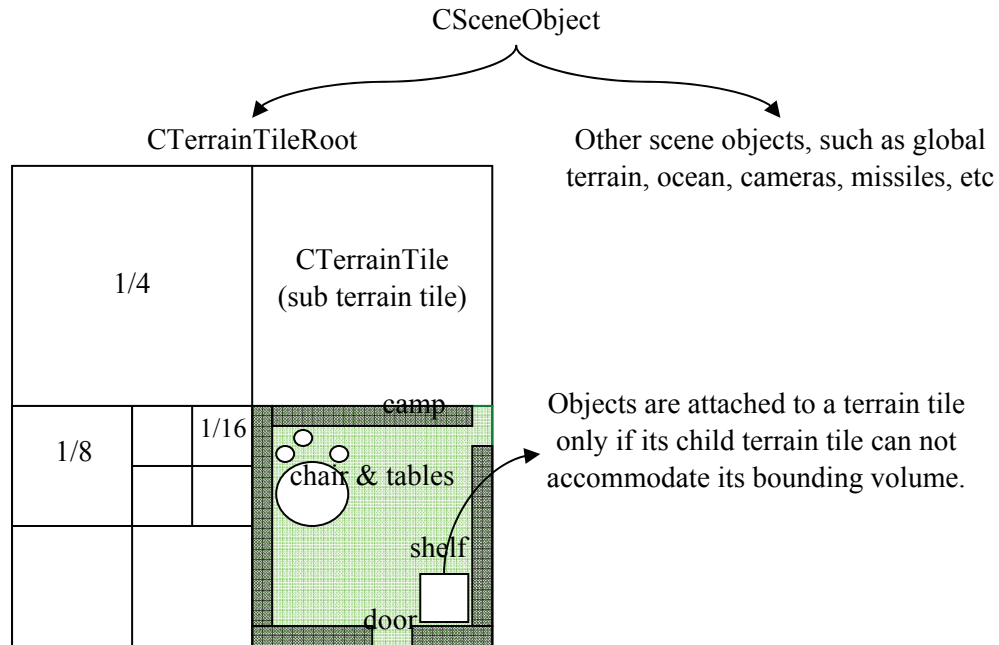 CSceneObject
CTerrainTileRoot
Other scene objects, such as global
terrain, ocean, cameras, missiles, etc
1/4
CTerrainTile
(sub terrain tile)
camp
1/8
1/16
chair & tables
shelf
door
Objects are attached to a terrain tile
only if its child terrain tile can not
accommodate its bounding volume.